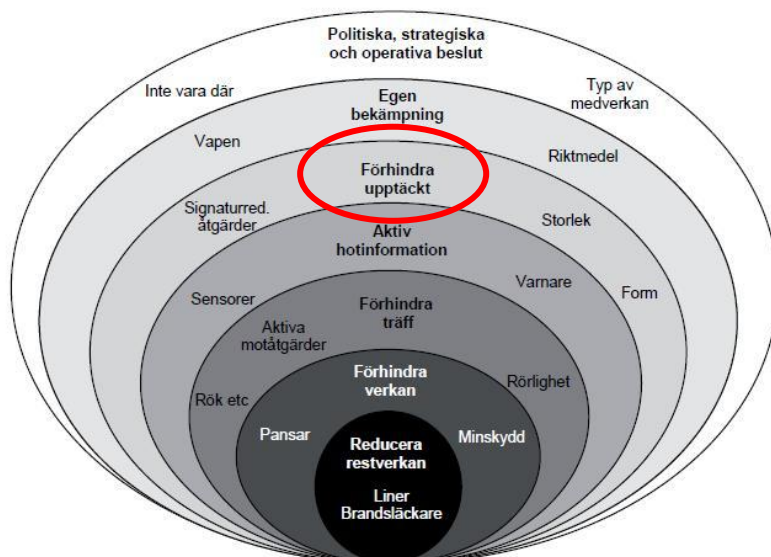 Politiska, strategiska
och operativa beslut
Inte vara där
Typ av
medverkan
Egen
bekämpning
Vapen
Riktmedel
Förhindra
upptäckt
Signaturred.
åtgärder
Storlek
Form
Aktiv
hotinformation
Sensorer
Varnare
Förhindra
träff
Aktiva
motåtgärder
Rök etc
Rörlighet
Förhindra
verkan
Pansar
Minskydd
Reducera
restverkan
Liner
Brandsläckare